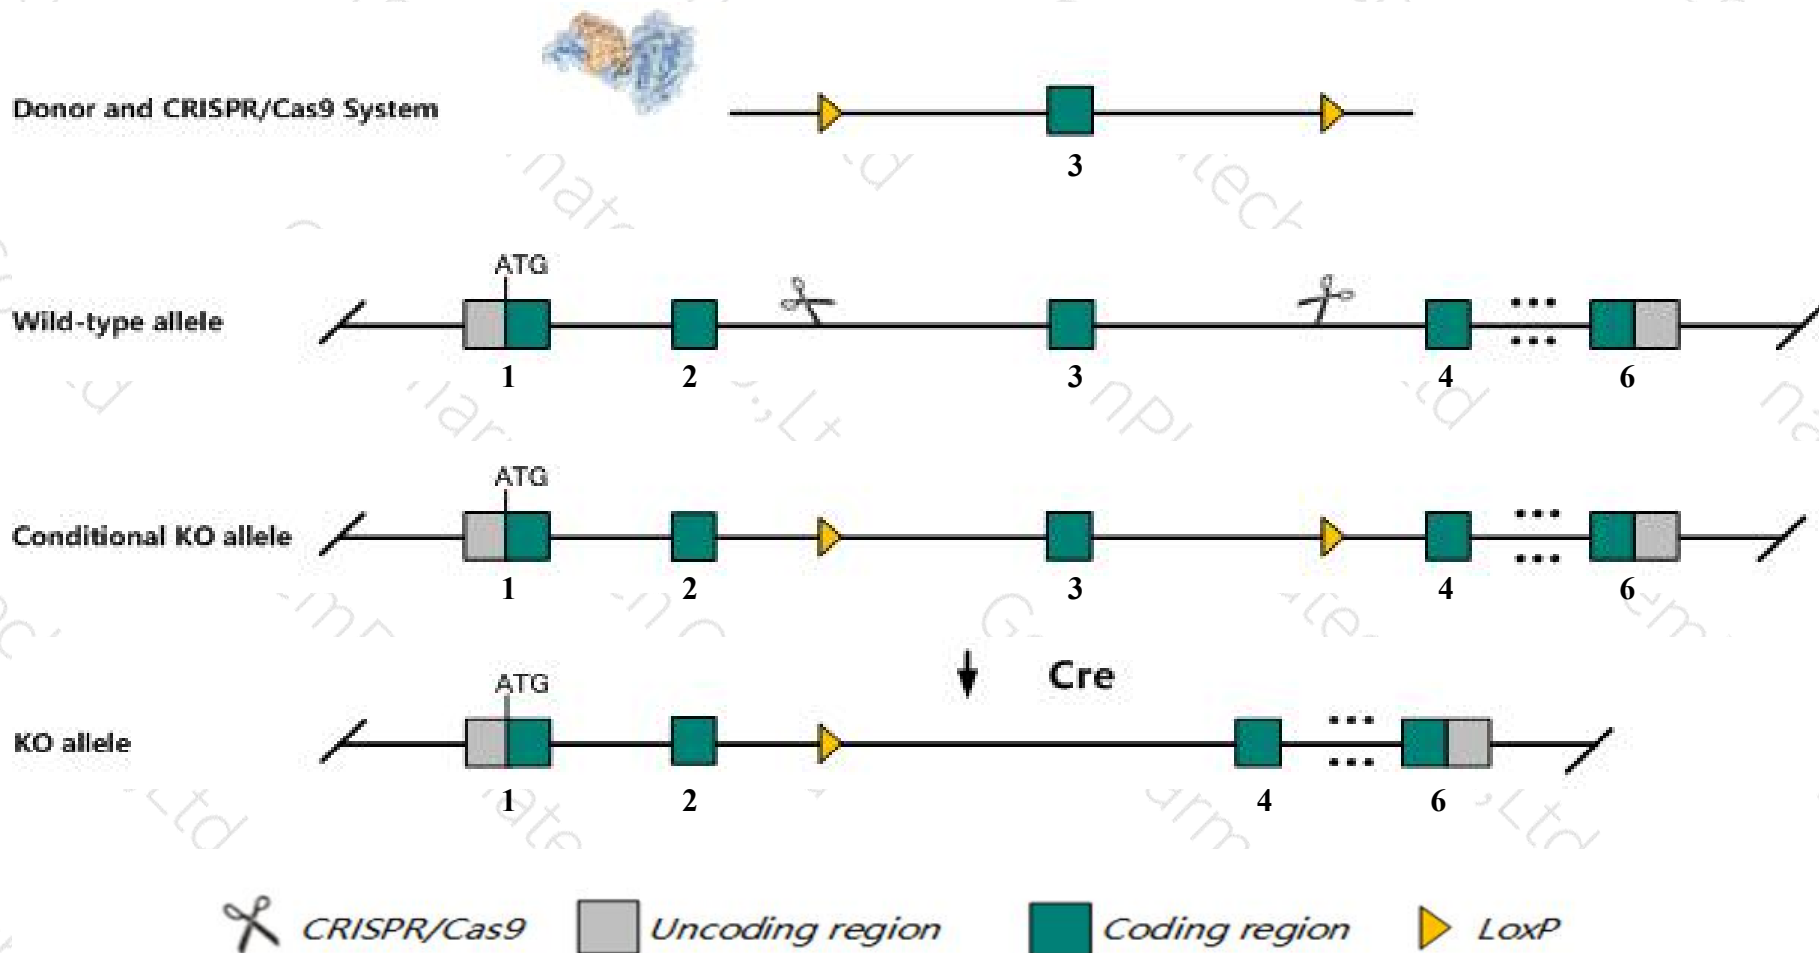 Donor and CRISPR/Cas9 System
3
ATG
Wild-type allele
1 2 3 4 6
ATG
Conditional KO allele
1 2 3 4 6
Cre
ATG
KO allele
1 2 4 6
CRISPR/Cas9 Uncoding region Coding region LoxP